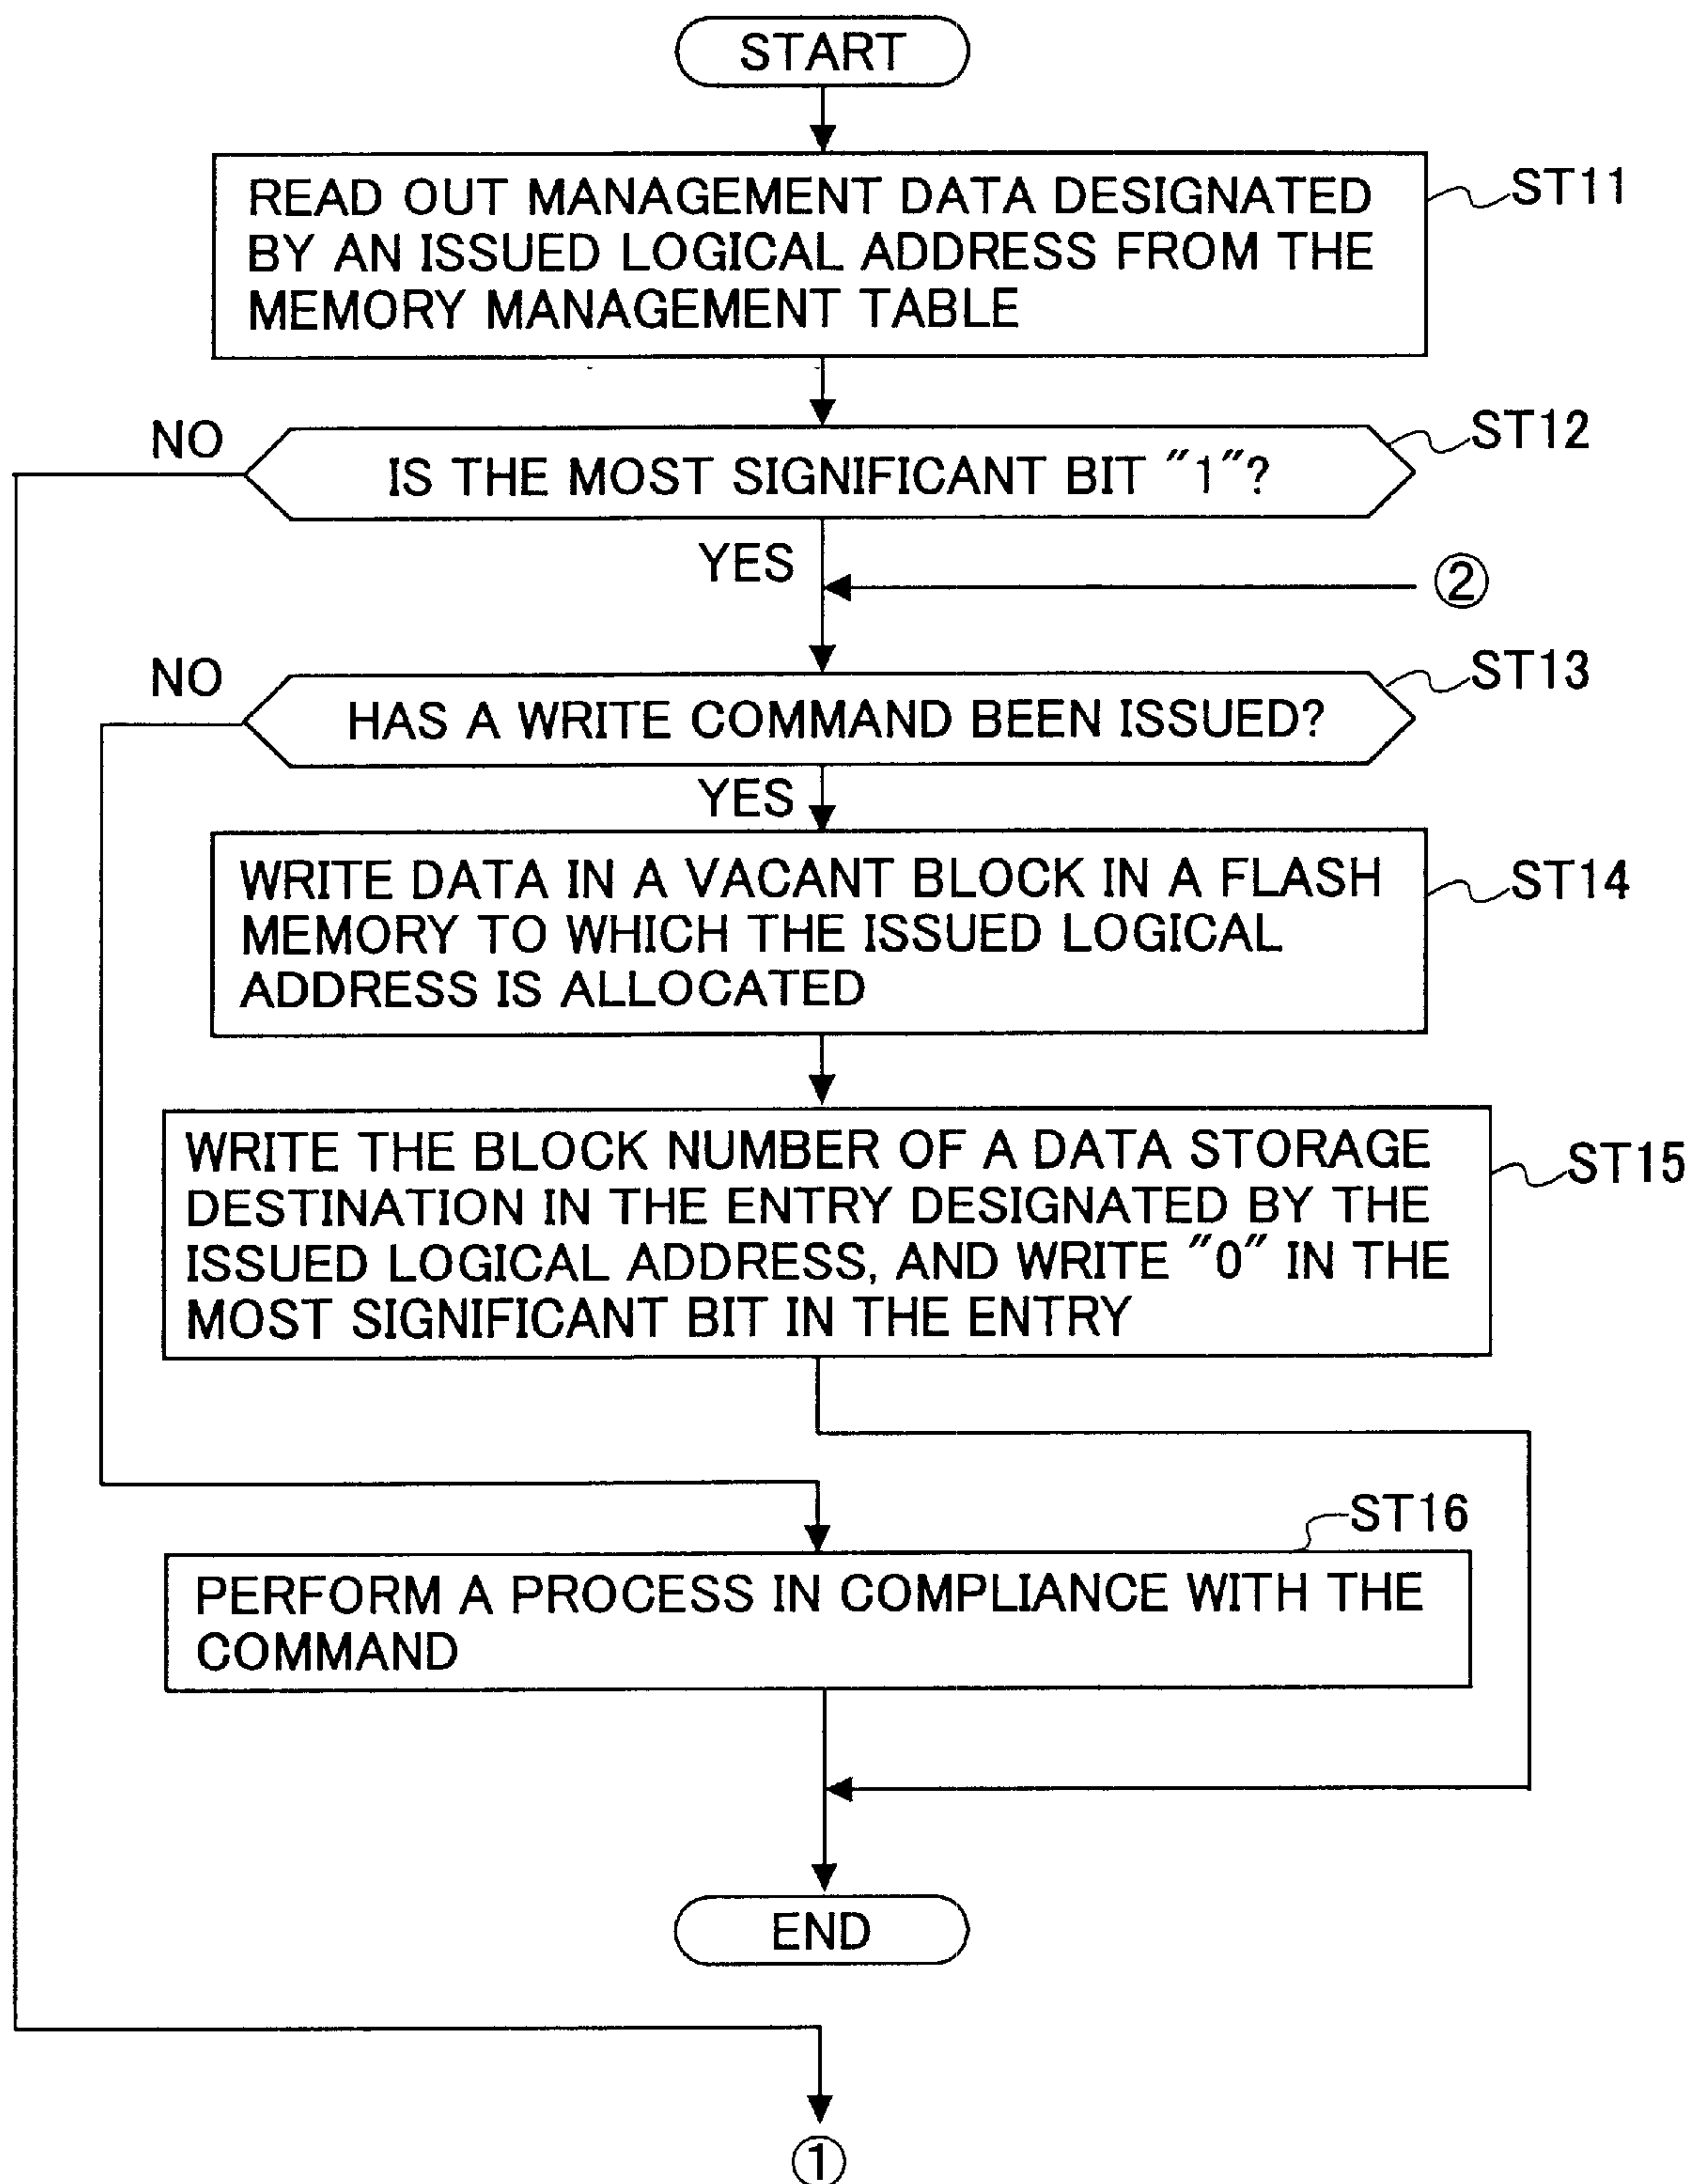 START
READ OUT MANAGEMENT DATA DESIGNATED
BY AN ISSUED LOGICAL ADDRESS FROM THE
MEMORY MANAGEMENT TABLE
ST11
NO
ST12
IS THE MOST SIGNIFICANT BIT "1"?
YES
②
NO
ST13
HAS A WRITE COMMAND BEEN ISSUED?
YES
WRITE DATA IN A VACANT BLOCK IN A FLASH
MEMORY TO WHICH THE ISSUED LOGICAL
ADDRESS IS ALLOCATED
ST14
WRITE THE BLOCK NUMBER OF A DATA STORAGE
DESTINATION IN THE ENTRY DESIGNATED BY THE
ISSUED LOGICAL ADDRESS, AND WRITE "0" IN THE
MOST SIGNIFICANT BIT IN THE ENTRY
ST15
ST16
PERFORM A PROCESS IN COMPLIANCE WITH THE
COMMAND
END
①